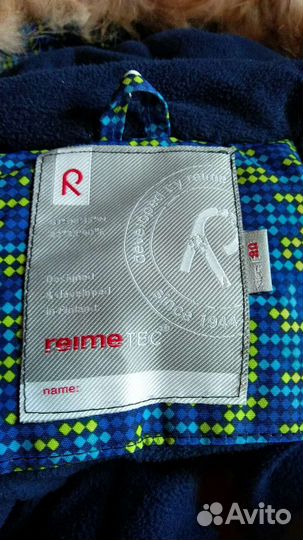 R
Designed
& developed
in Finland.
reimaTEC®
name:
developed by reima
since 1944
Avito